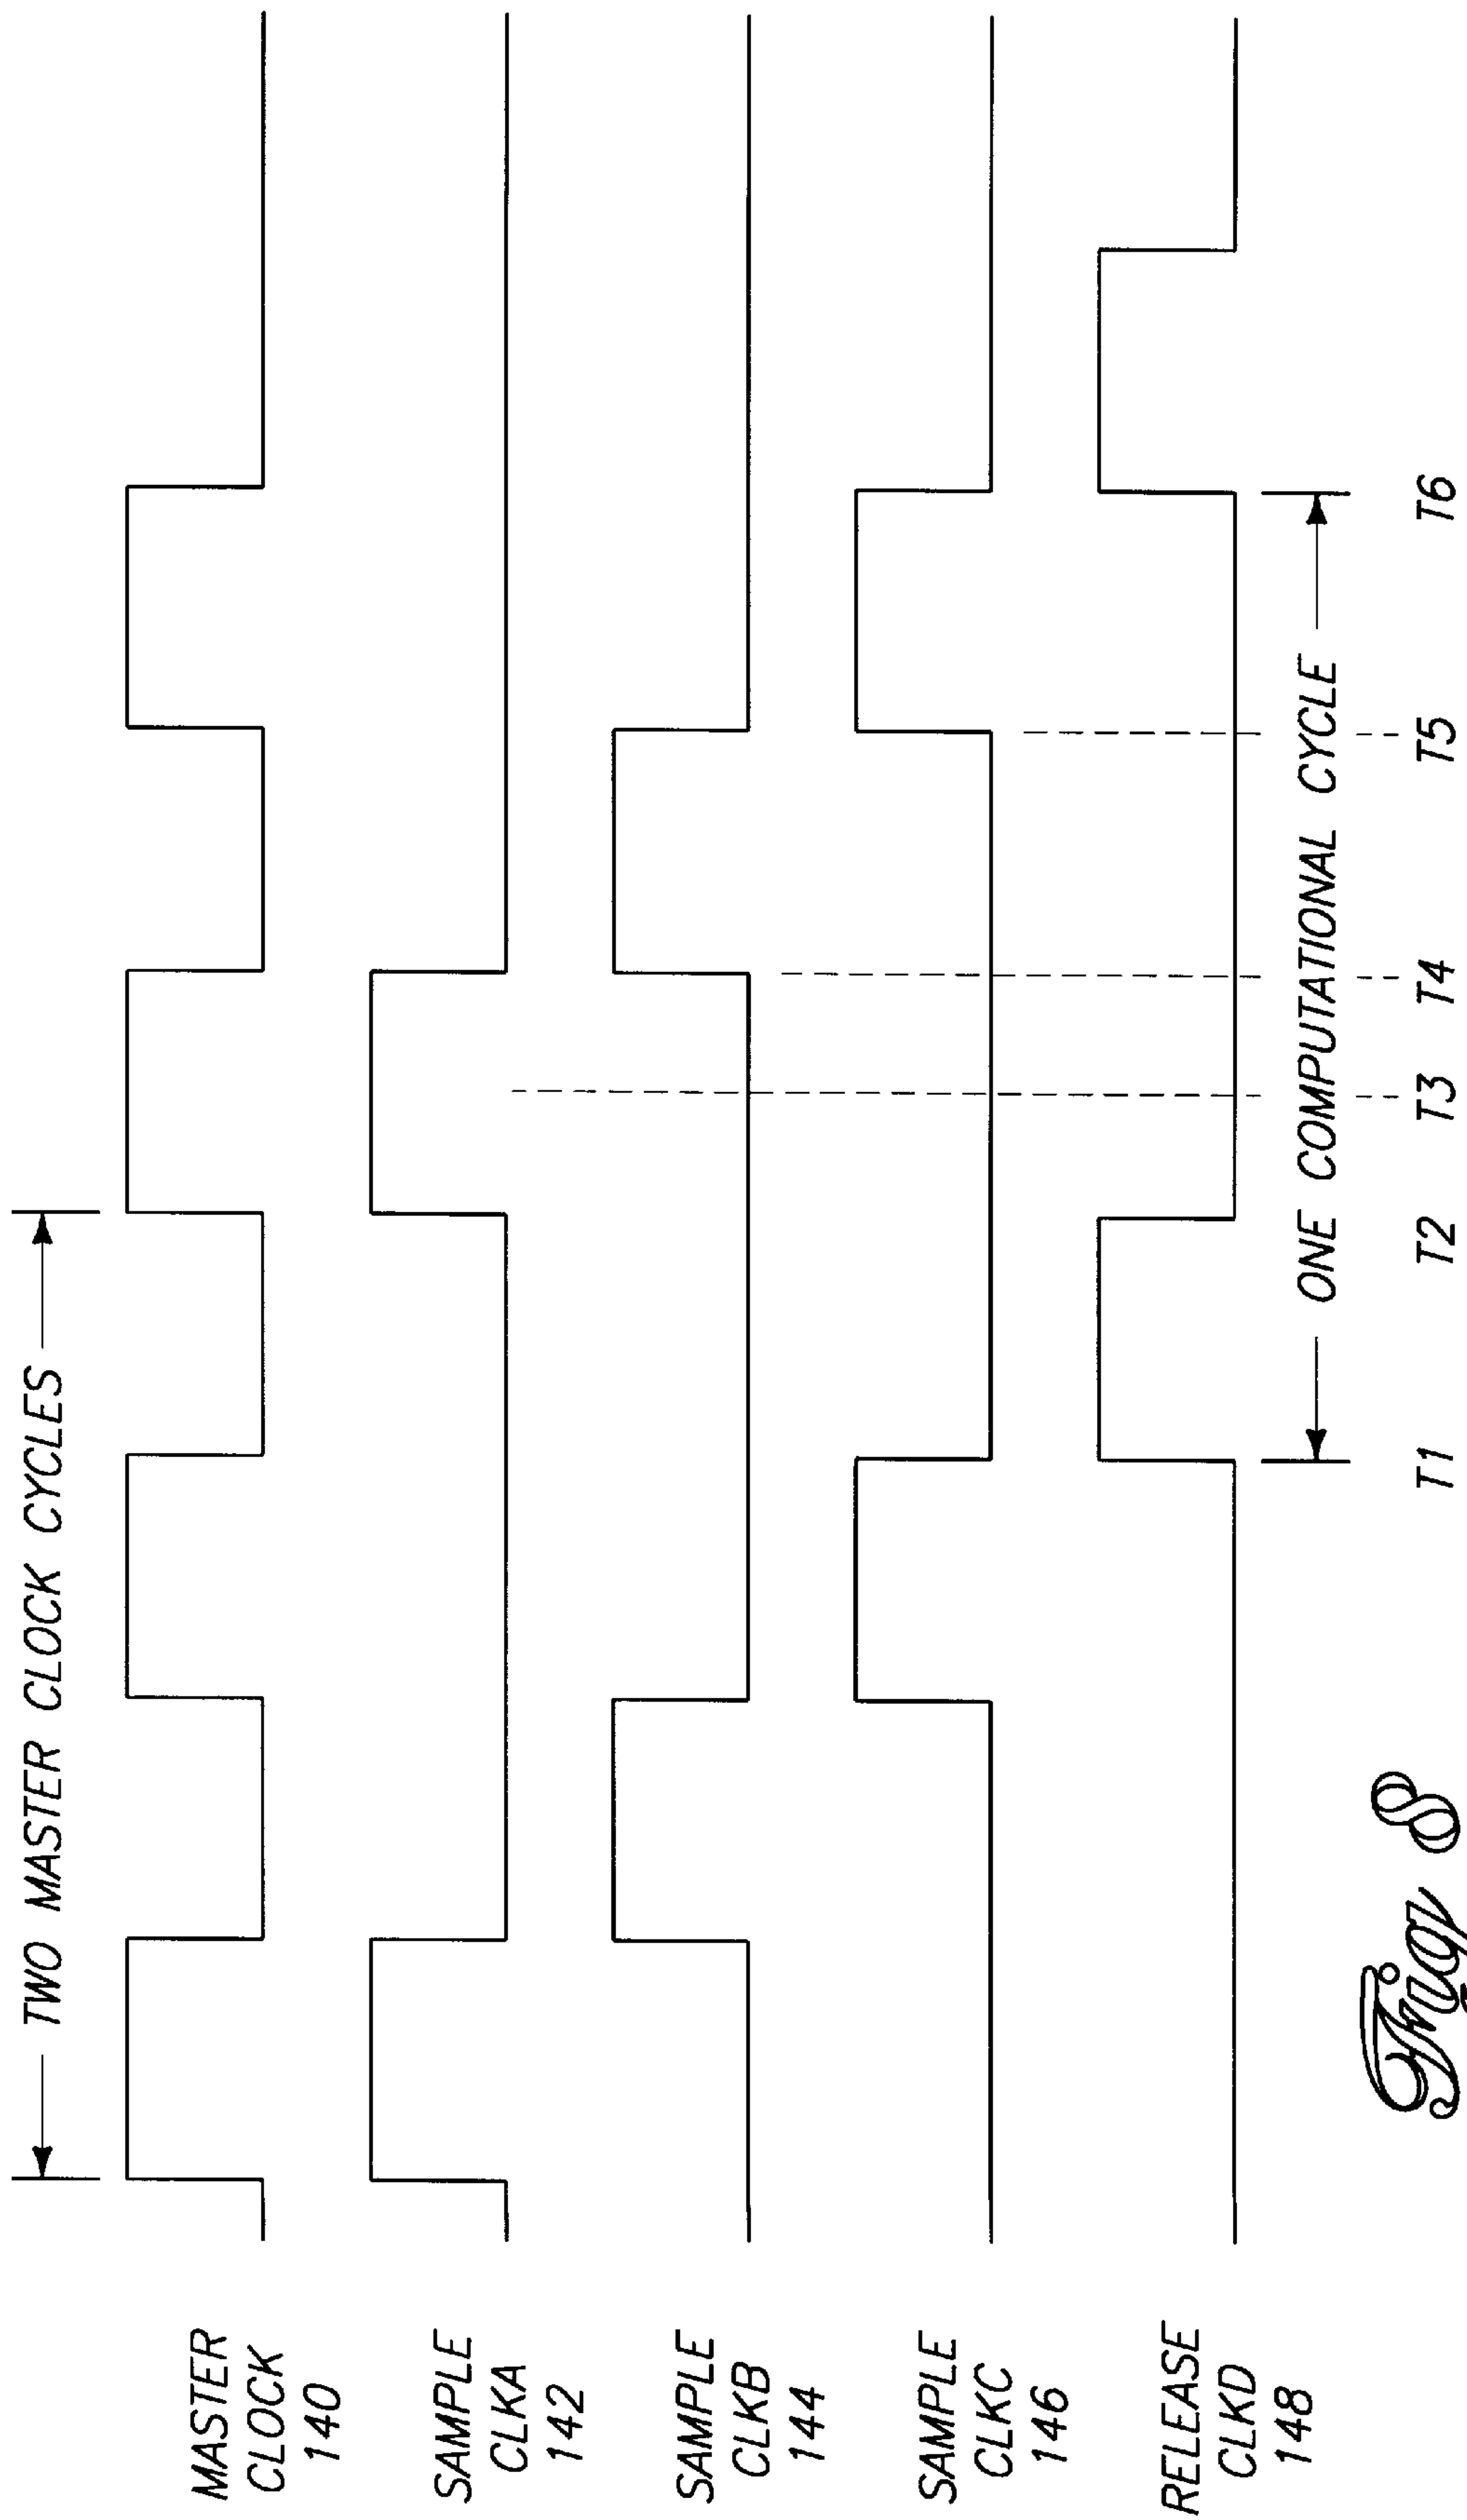 TWO MASTER CLOCK CYCLES
MASTER
CLOCK
140
SAMPLE
CLKA
142
SAMPLE
CLKB
144
SAMPLE
CLKC
146
RELEASE
CLKD
148
ONE COMPUTATIONAL CYCLE
T1 T2 T3 T4 T5 T6
Fig 8